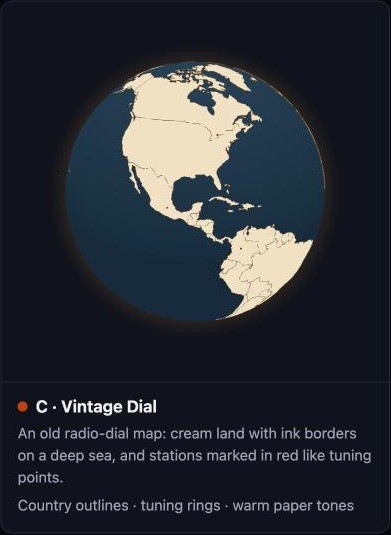 C · Vintage Dial
An old radio-dial map: cream land with ink borders
on a deep sea, and stations marked in red like tuning
points.
Country outlines · tuning rings · warm paper tones